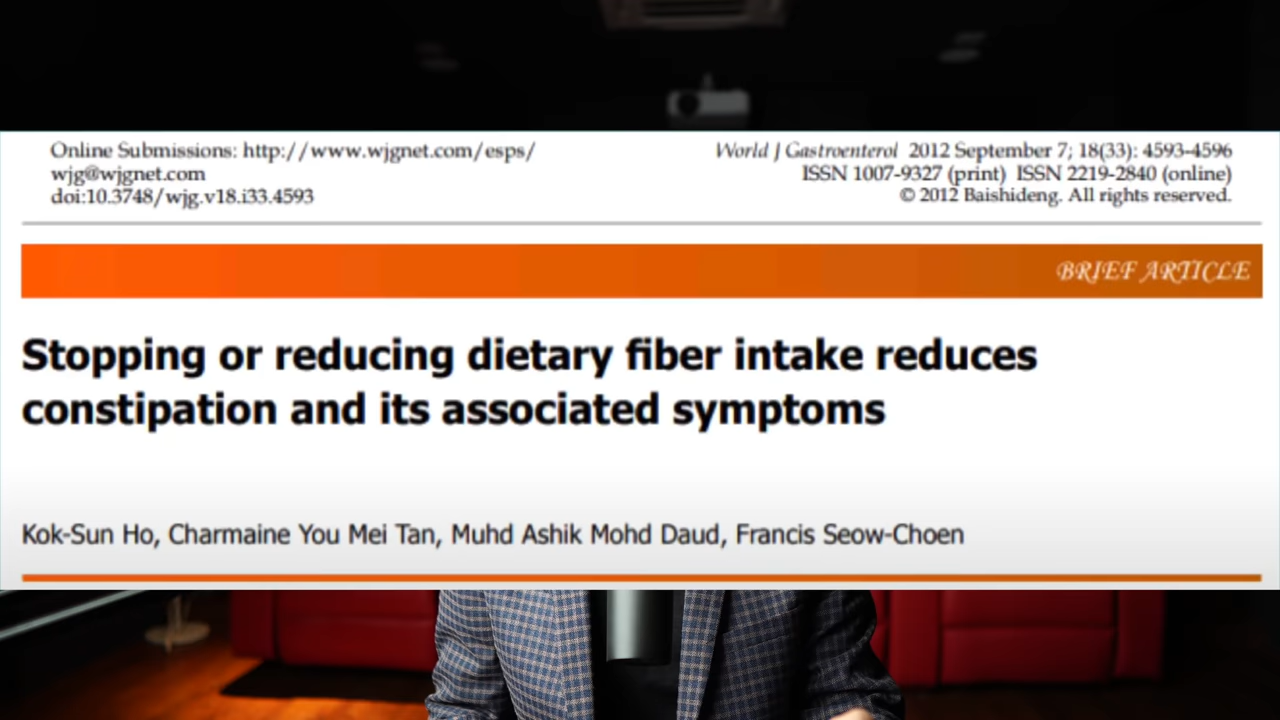 Online Submissions: http://www.wjgnet.com/esps/
wjg@wjgnet.com
doi:10.3748/wjg.v18.i33.4593
World J Gastroenterol 2012 September 7; 18(33): 4593-4596
ISSN 1007-9327 (print) ISSN 2219-2840 (online)
© 2012 Baishideng. All rights reserved.
BRIEF ARTICLE
Stopping or reducing dietary fiber intake reduces
constipation and its associated symptoms
Kok-Sun Ho, Charmaine You Mei Tan, Muhd Ashik Mohd Daud, Francis Seow-Choen